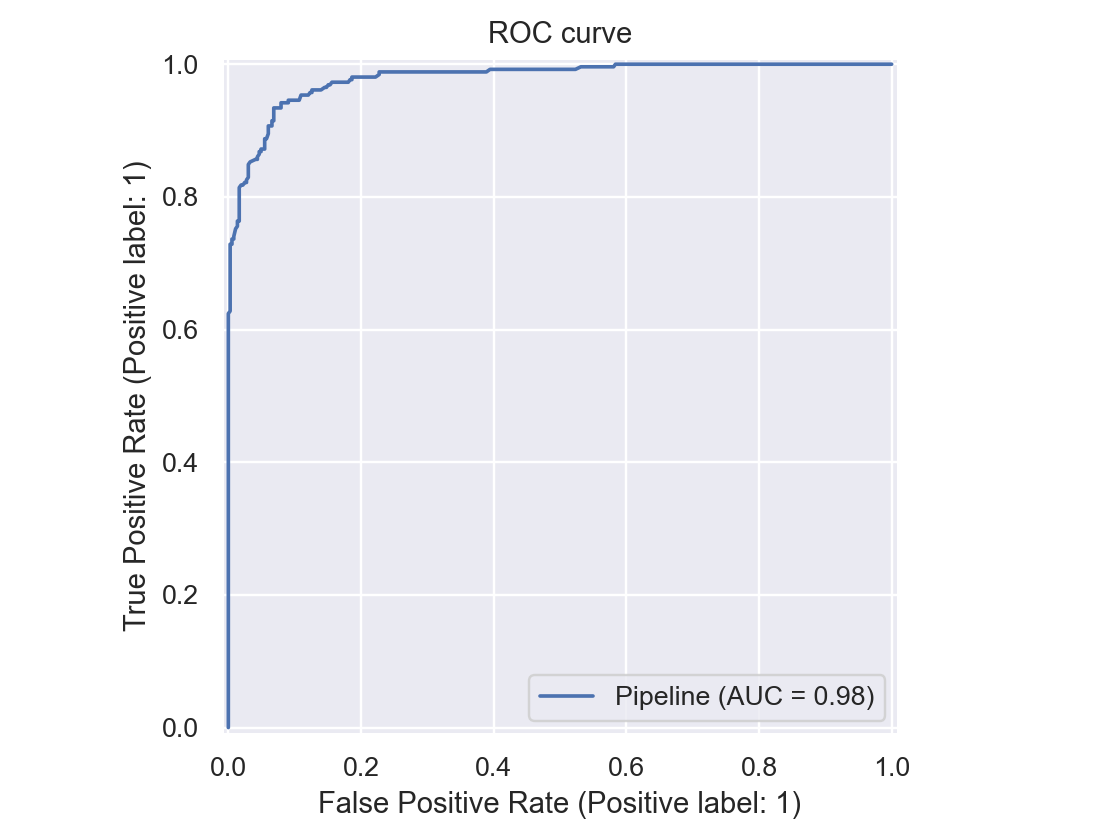 ROC curve
1.0
0.8
0.6
0.4
0.2
0.0
True Positive Rate (Positive label: 1)
Pipeline (AUC = 0.98)
0.0 0.2 0.4 0.6 0.8 1.0
False Positive Rate (Positive label: 1)